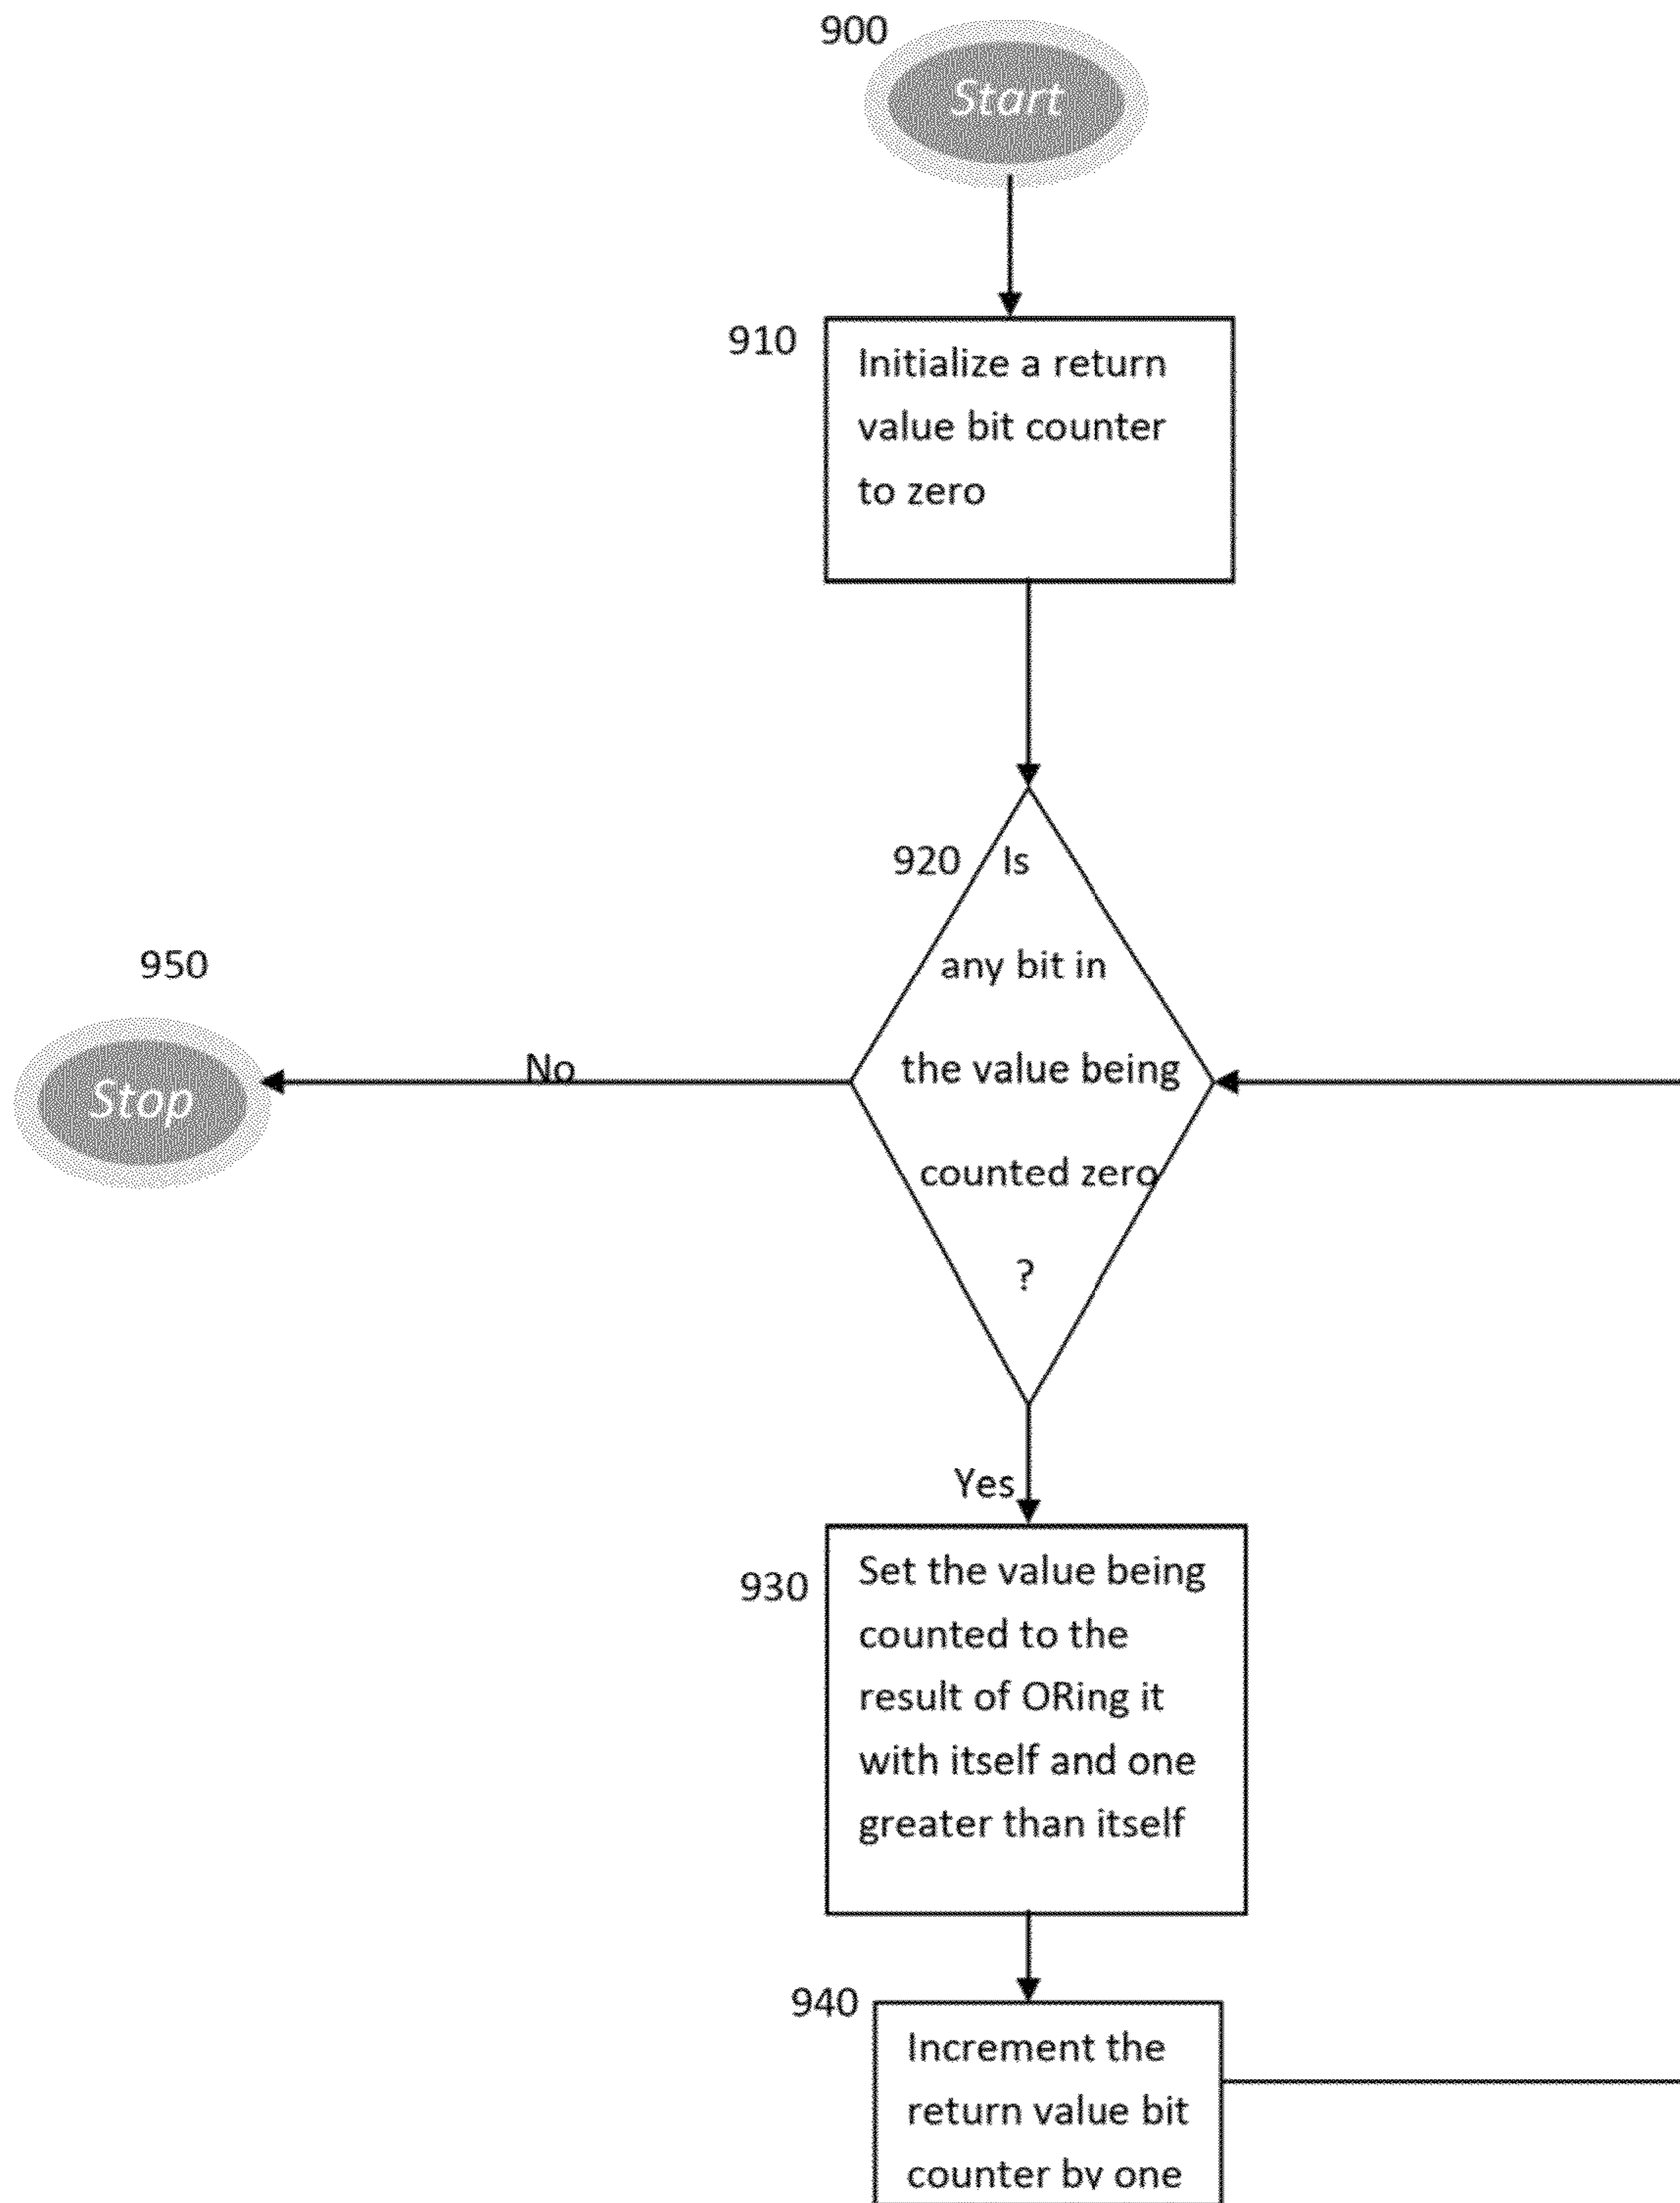 900
Start
910
Initialize a return
value bit counter
to zero
920
Is
any bit in
the value being
counted zero
?
950
Stop
No
Yes
930
Set the value being
counted to the
result of ORing it
with itself and one
greater than itself
940
Increment the
return value bit
counter by one